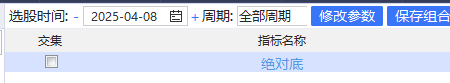 选股时间: - 2025-04-08 + 周期: 全部周期 修改参数 保存组合
交集 指标名称
绝对底